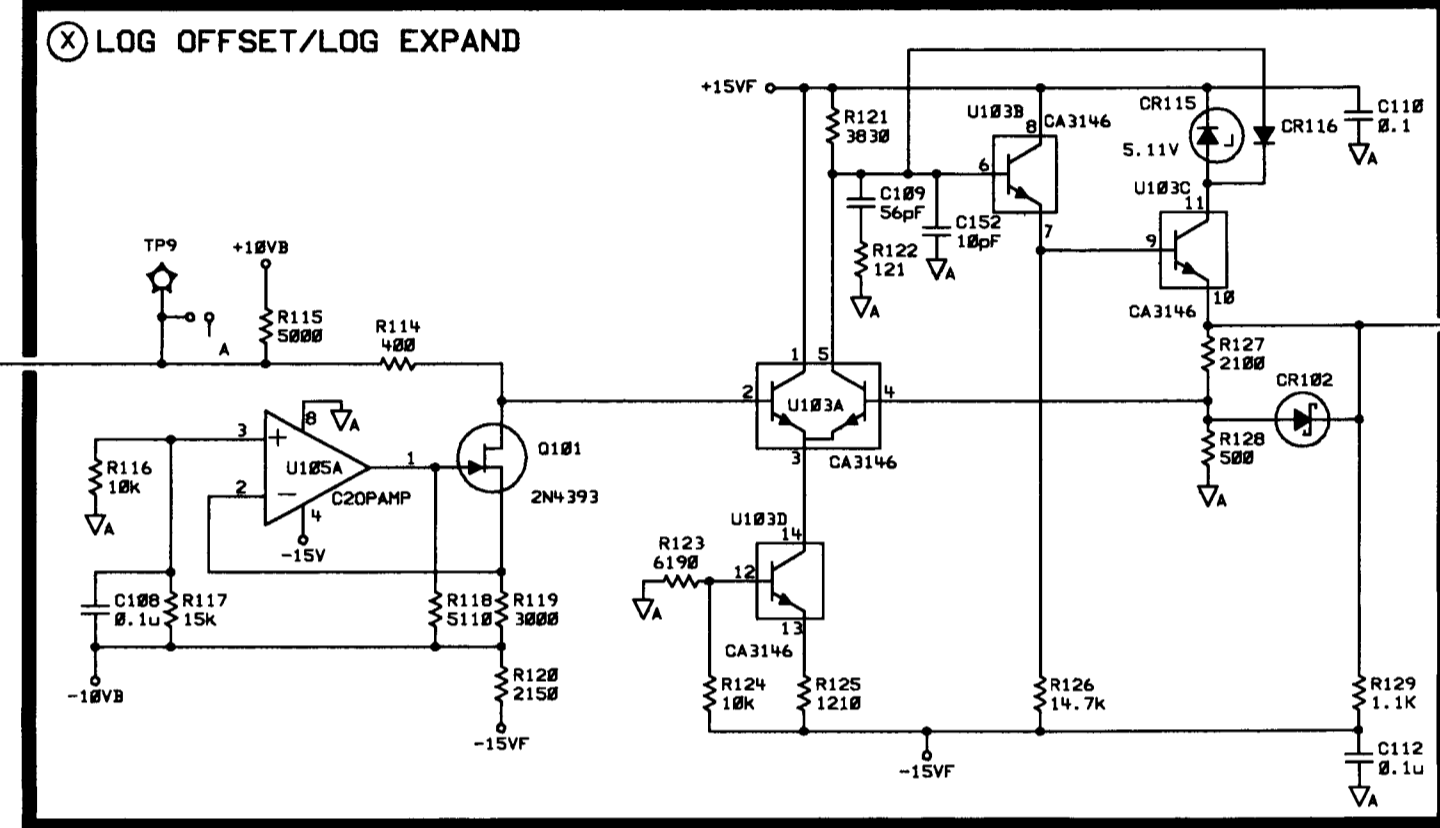 X LOG OFFSET/LOG EXPAND
+15VF
R121
3830
U103B
8
CA3146
CR115
5.11V
CR116
C110
0.1
6
7
C109
56pF
C152
10pF
R122
121
A
A
A
U103C
11
9
10
CA3146
TP9
+10VB
R115
5000
A
R114
400
1 5
2
U103A
4
3
CA3146
R127
2100
CR102
R128
500
A
R116
10k
A
3
+
2
−
U105A
8
A
1
C2OPAMP
4
-15V
Q101
2N4393
U103D
14
R123
6190
A
12
13
CA3146
C108
0.1u
R117
15k
R118
5110
R119
3000
-10VB
R120
2150
-15VF
R124
10k
R125
1210
R126
14.7k
R129
1.1K
-15VF
C112
0.1u
A